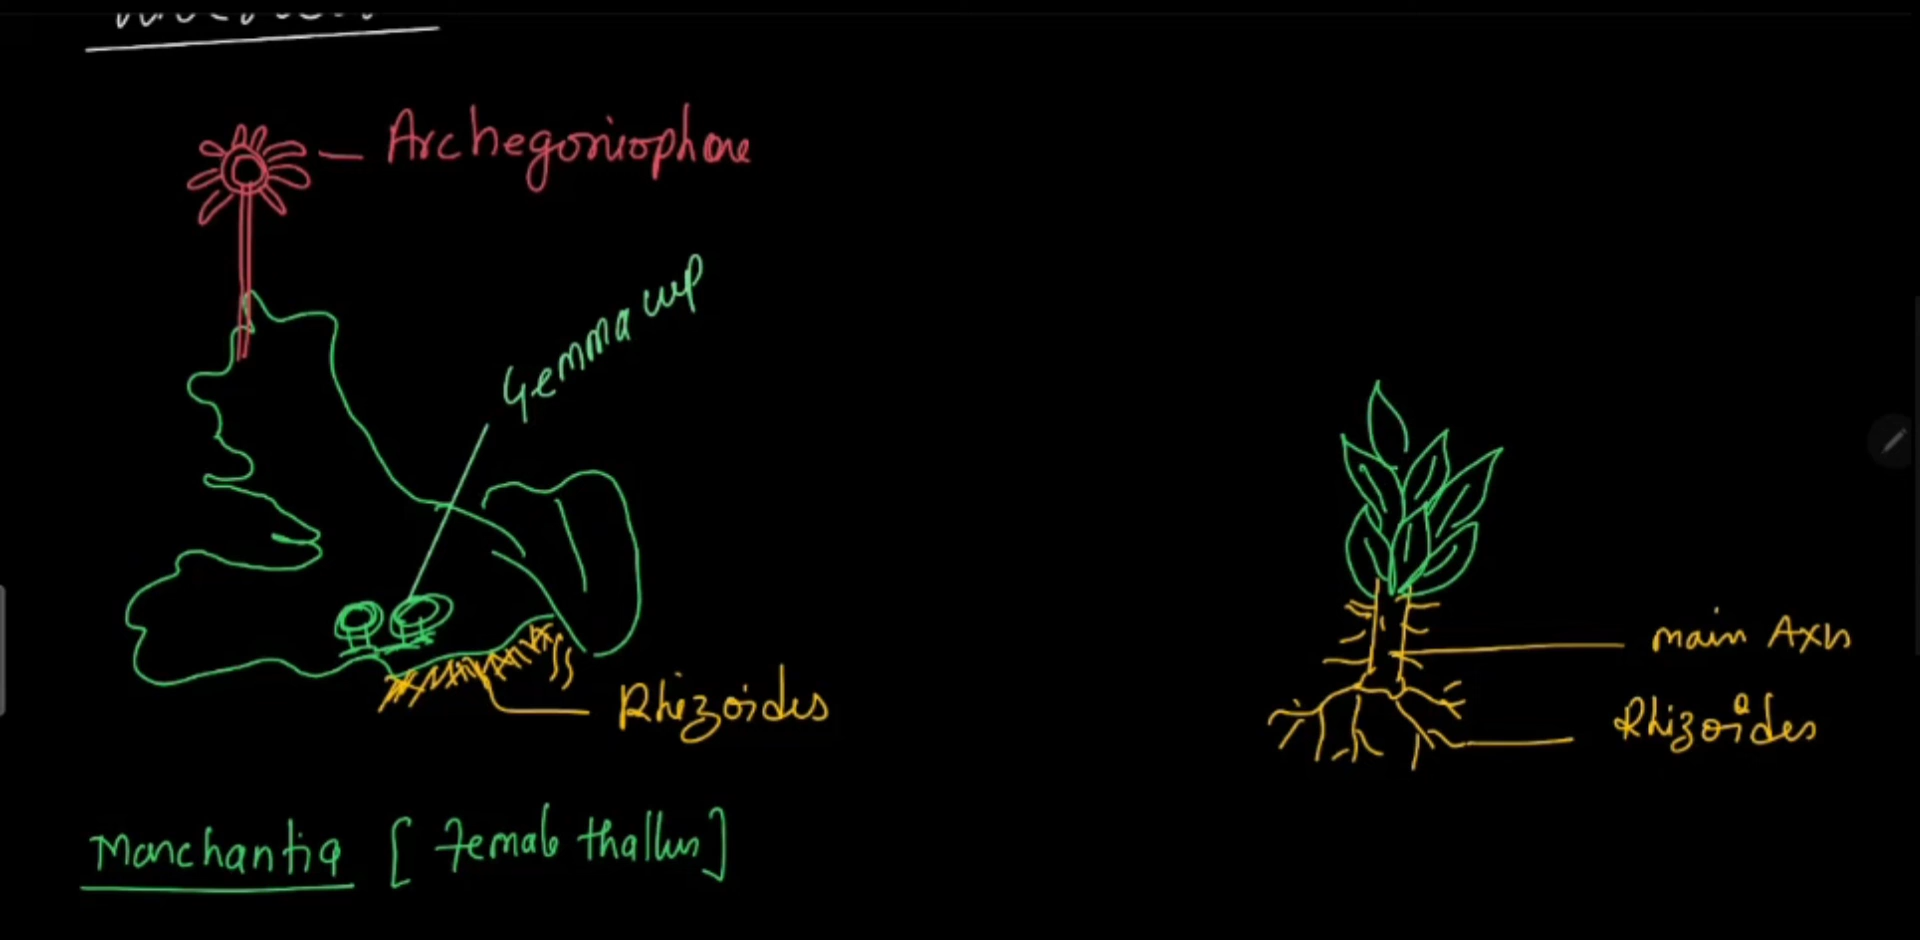 Archegoniophore
Gemma cup
Rhizoides
main Axis
Rhizoides
Marchantia [ Female thallus ]